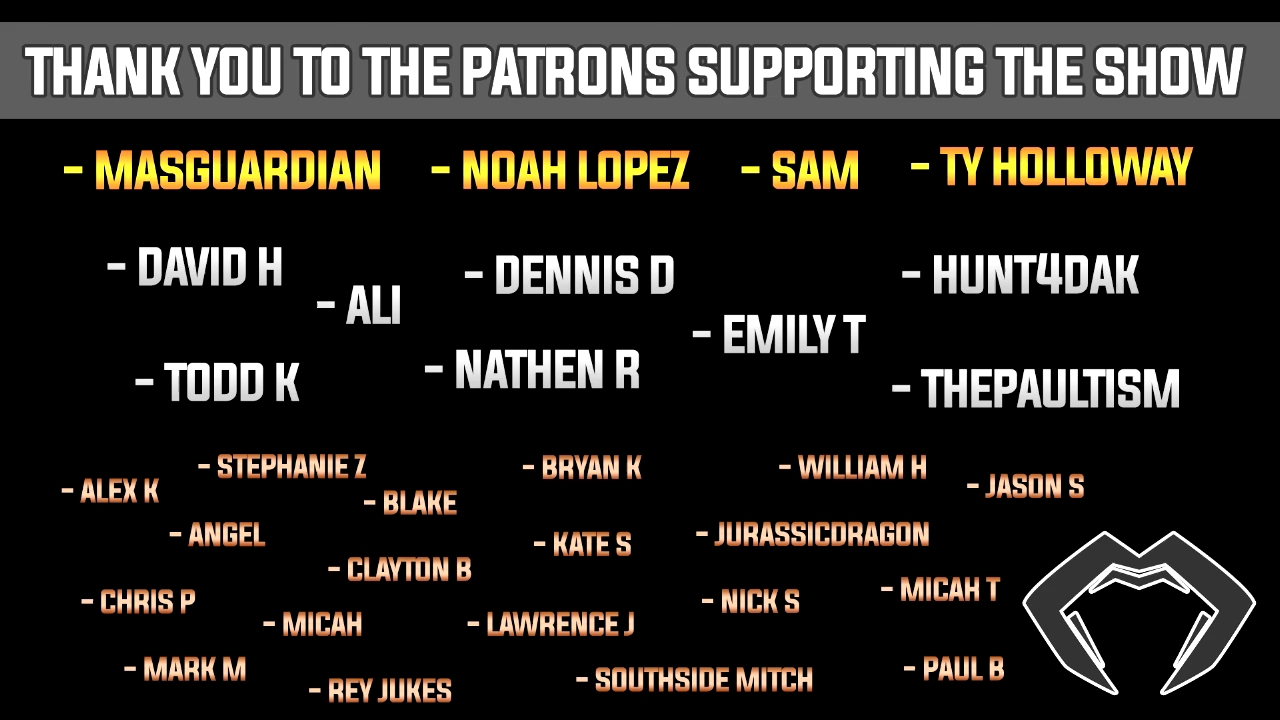 THANK YOU TO THE PATRONS SUPPORTING THE SHOW
- MASGUARDIAN
- NOAH LOPEZ
- SAM
- TY HOLLOWAY
- DAVID H
- ALI
- DENNIS D
- EMILY T
- HUNT4DAK
- TODD K
- NATHEN R
- THEPAULTISM
- STEPHANIE Z
- BRYAN K
- WILLIAM H
- JASON S
- ALEX K
- BLAKE
- ANGEL
- KATE S
- JURASSICDRAGON
- CLAYTON B
- MICAH T
- CHRIS P
- NICK S
- MICAH
- LAWRENCE J
- MARK M
- PAUL B
- REY JUKES
- SOUTHSIDE MITCH